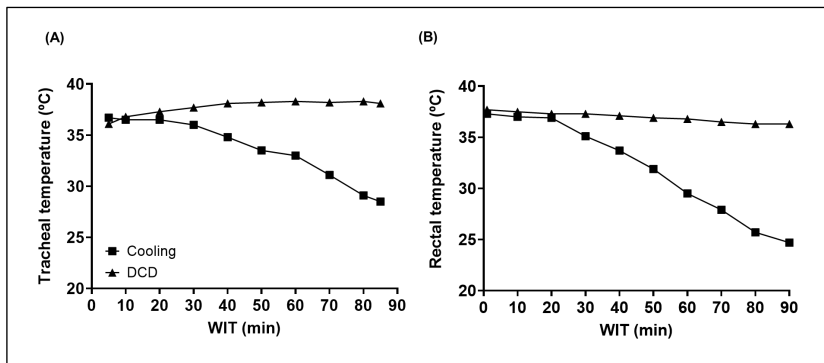 (A)
Tracheal temperature (ºC)
40
35
30
25
20
Cooling
DCD
0 10 20 30 40 50 60 70 80 90
WIT (min)
(B)
Rectal temperature (ºC)
40
35
30
25
20
0 10 20 30 40 50 60 70 80 90
WIT (min)